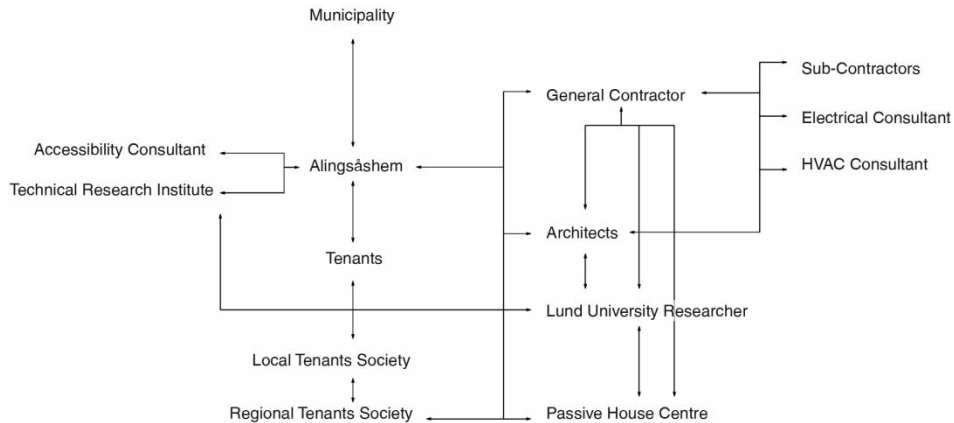 Municipality
Sub-Contractors
General Contractor
Electrical Consultant
Accessibility Consultant
Alingsåshem
HVAC Consultant
Technical Research Institute
Architects
Tenants
Lund University Researcher
Local Tenants Society
Regional Tenants Society
Passive House Centre